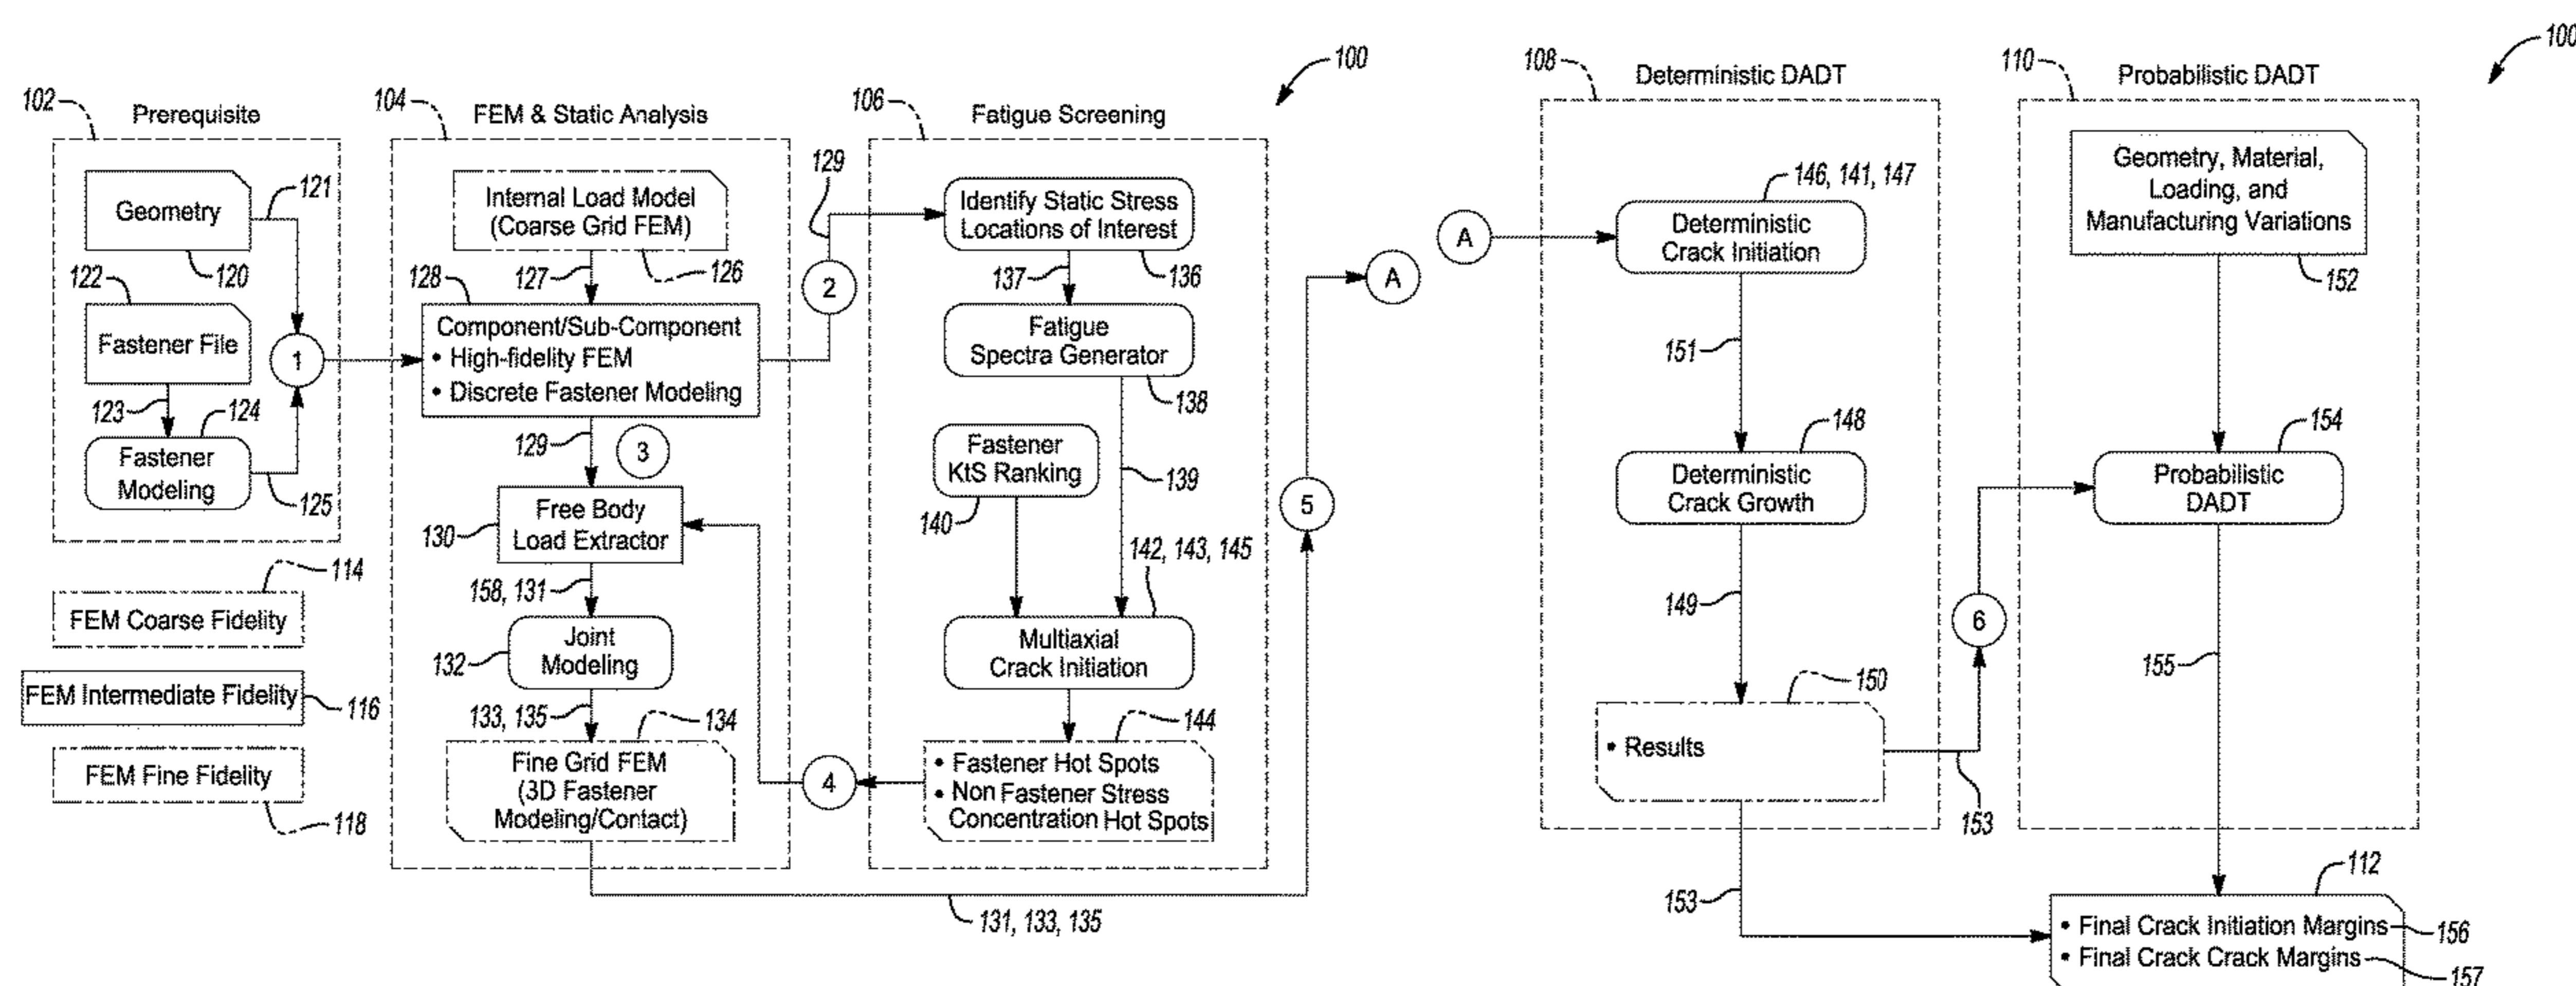 100
102
Prerequisite
Geometry
121
120
122
Fastener File
123
124
Fastener
Modeling
125
1
114
FEM Coarse Fidelity
FEM Intermediate Fidelity
116
FEM Fine Fidelity
118
104
FEM & Static Analysis
Internal Load Model
(Coarse Grid FEM)
127
126
128
Component/Sub-Component
• High-fidelity FEM
• Discrete Fastener Modeling
129
3
Free Body
Load Extractor
130
158, 131
Joint
Modeling
132
133, 135
134
Fine Grid FEM
(3D Fastener
Modeling/Contact)
129
2
4
106
Fatigue Screening
Identify Static Stress
Locations of Interest
137
136
Fatigue
Spectra Generator
138
Fastener
KtS Ranking
140
139
142, 143, 145
Multiaxial
Crack Initiation
144
• Fastener Hot Spots
• Non Fastener Stress
Concentration Hot Spots
131, 133, 135
5
A
A
108
Deterministic DADT
146, 141, 147
Deterministic
Crack Initiation
151
148
Deterministic
Crack Growth
149
150
• Results
153
153
6
100
110
Probabilistic DADT
Geometry, Material,
Loading, and
Manufacturing Variations
152
154
Probabilistic
DADT
155
112
• Final Crack Initiation Margins
156
• Final Crack Crack Margins
157